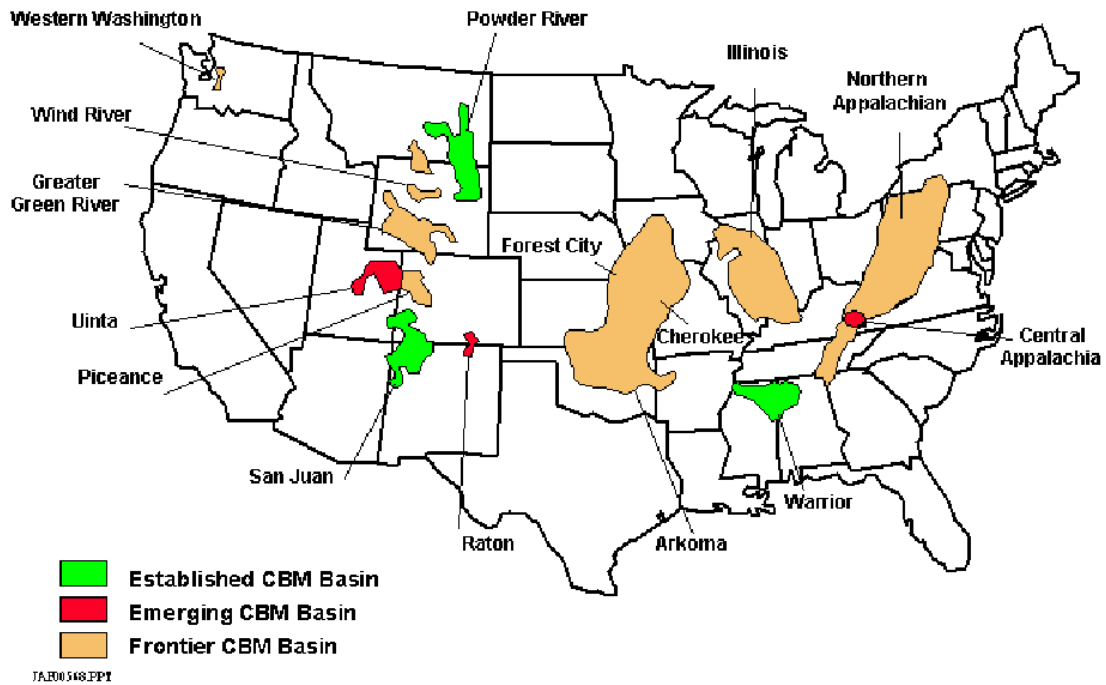 Western Washington
Powder River
Illinois
Northern
Appalachian
Wind River
Greater
Green River
Forest City
Uinta
Cherokee
Central
Appalachia
Piceance
San Juan
Warrior
Raton
Arkoma
Established CBM Basin
Emerging CBM Basin
Frontier CBM Basin
JAF00568.PPT